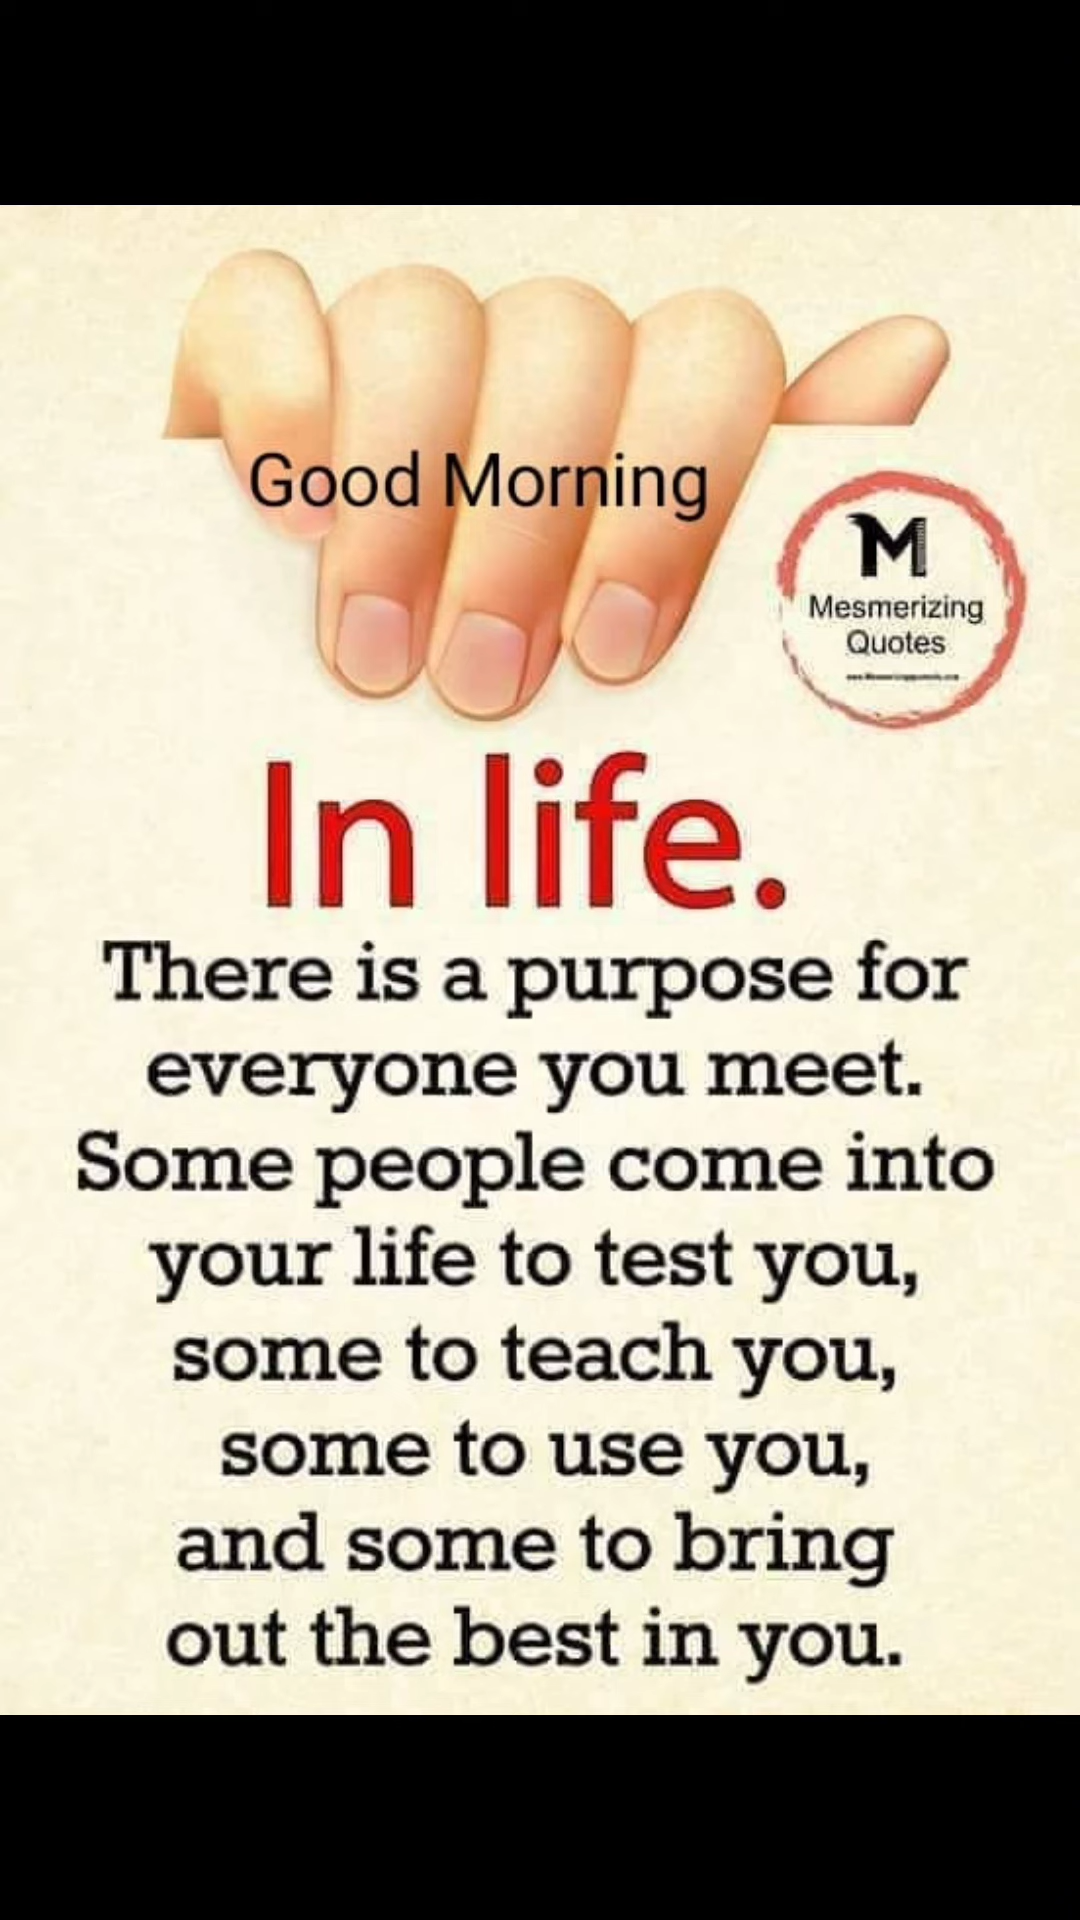 Good Morning
M
Mesmerizing
Quotes
In life.
There is a purpose for
everyone you meet.
Some people come into
your life to test you,
some to teach you,
some to use you,
and some to bring
out the best in you.